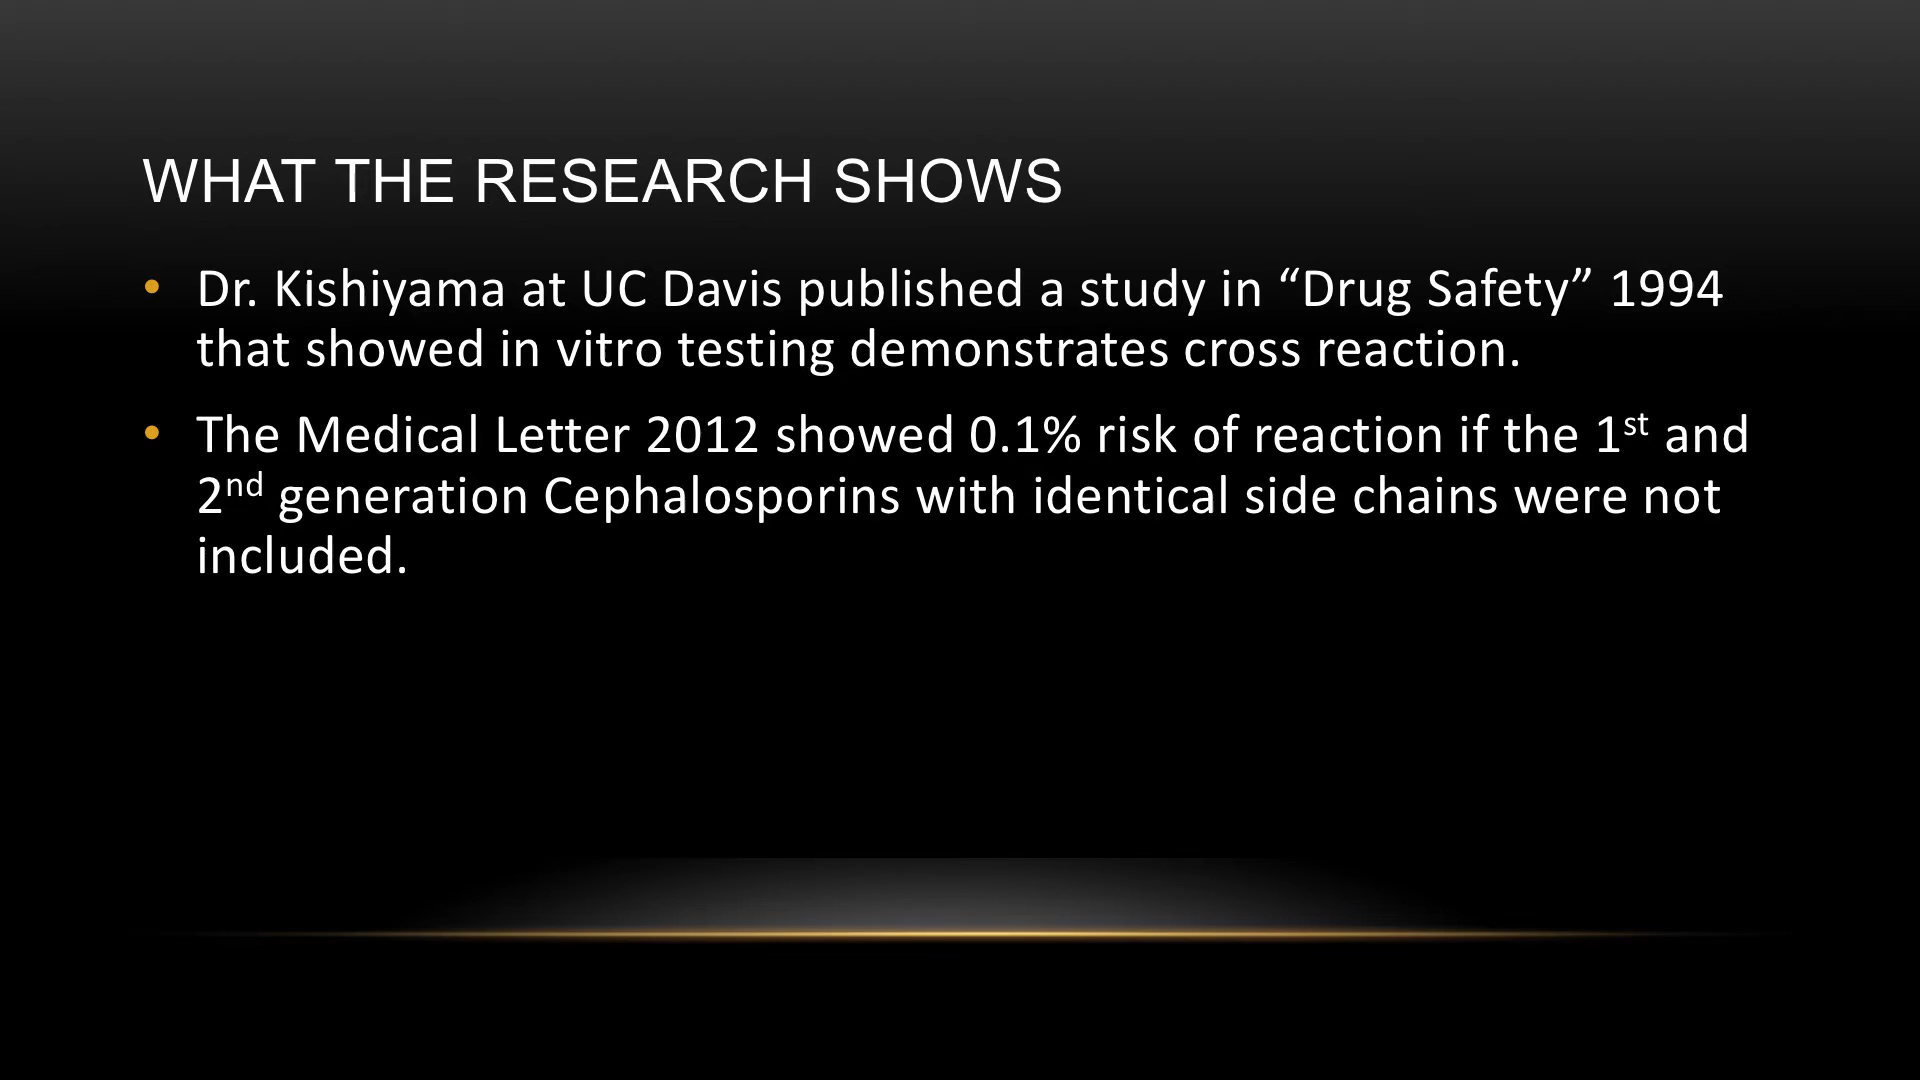 WHAT THE RESEARCH SHOWS
• Dr. Kishiyama at UC Davis published a study in “Drug Safety” 1994
that showed in vitro testing demonstrates cross reaction.
• The Medical Letter 2012 showed 0.1% risk of reaction if the 1st and
2nd generation Cephalosporins with identical side chains were not
included.